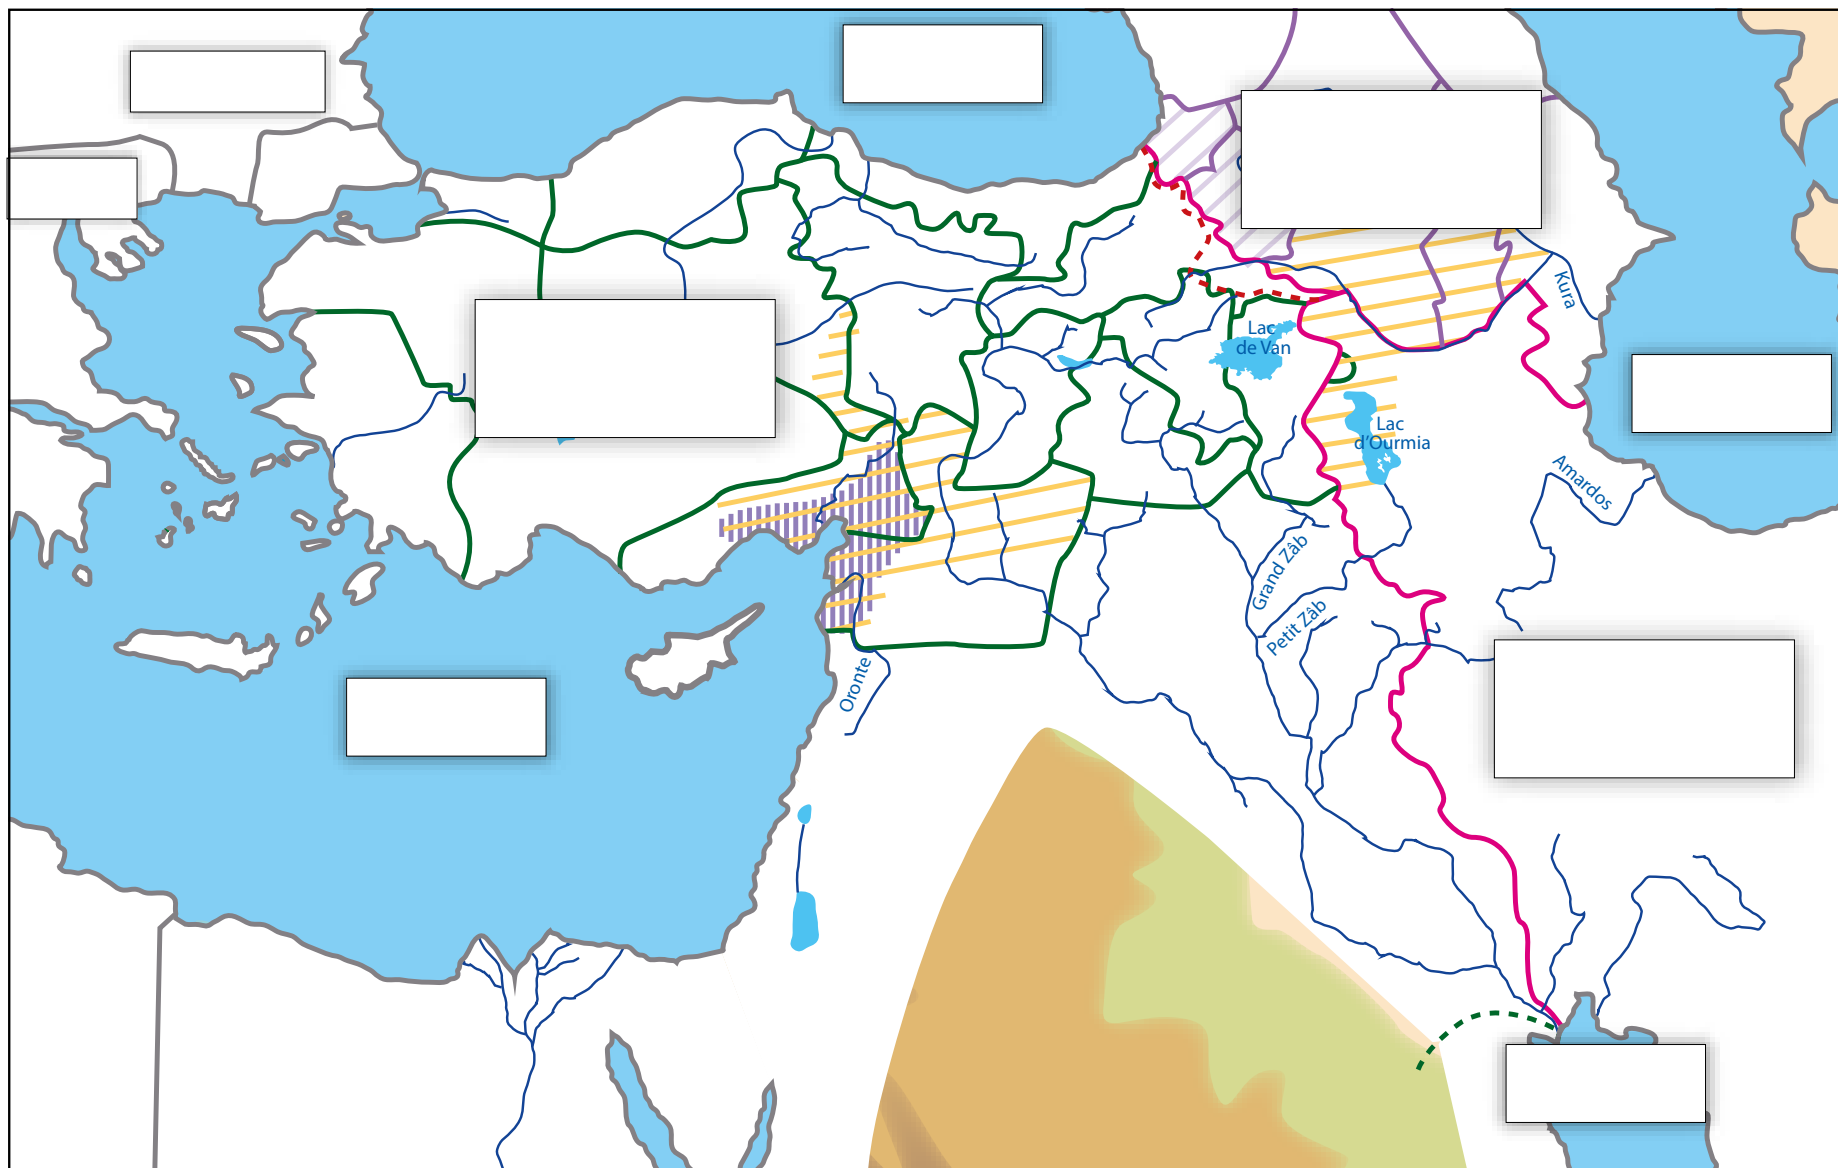 Kura
Lac
de Van
Lac
d'Ourmia
Amardos
Grand Zâb
Petit Zâb
Oronte